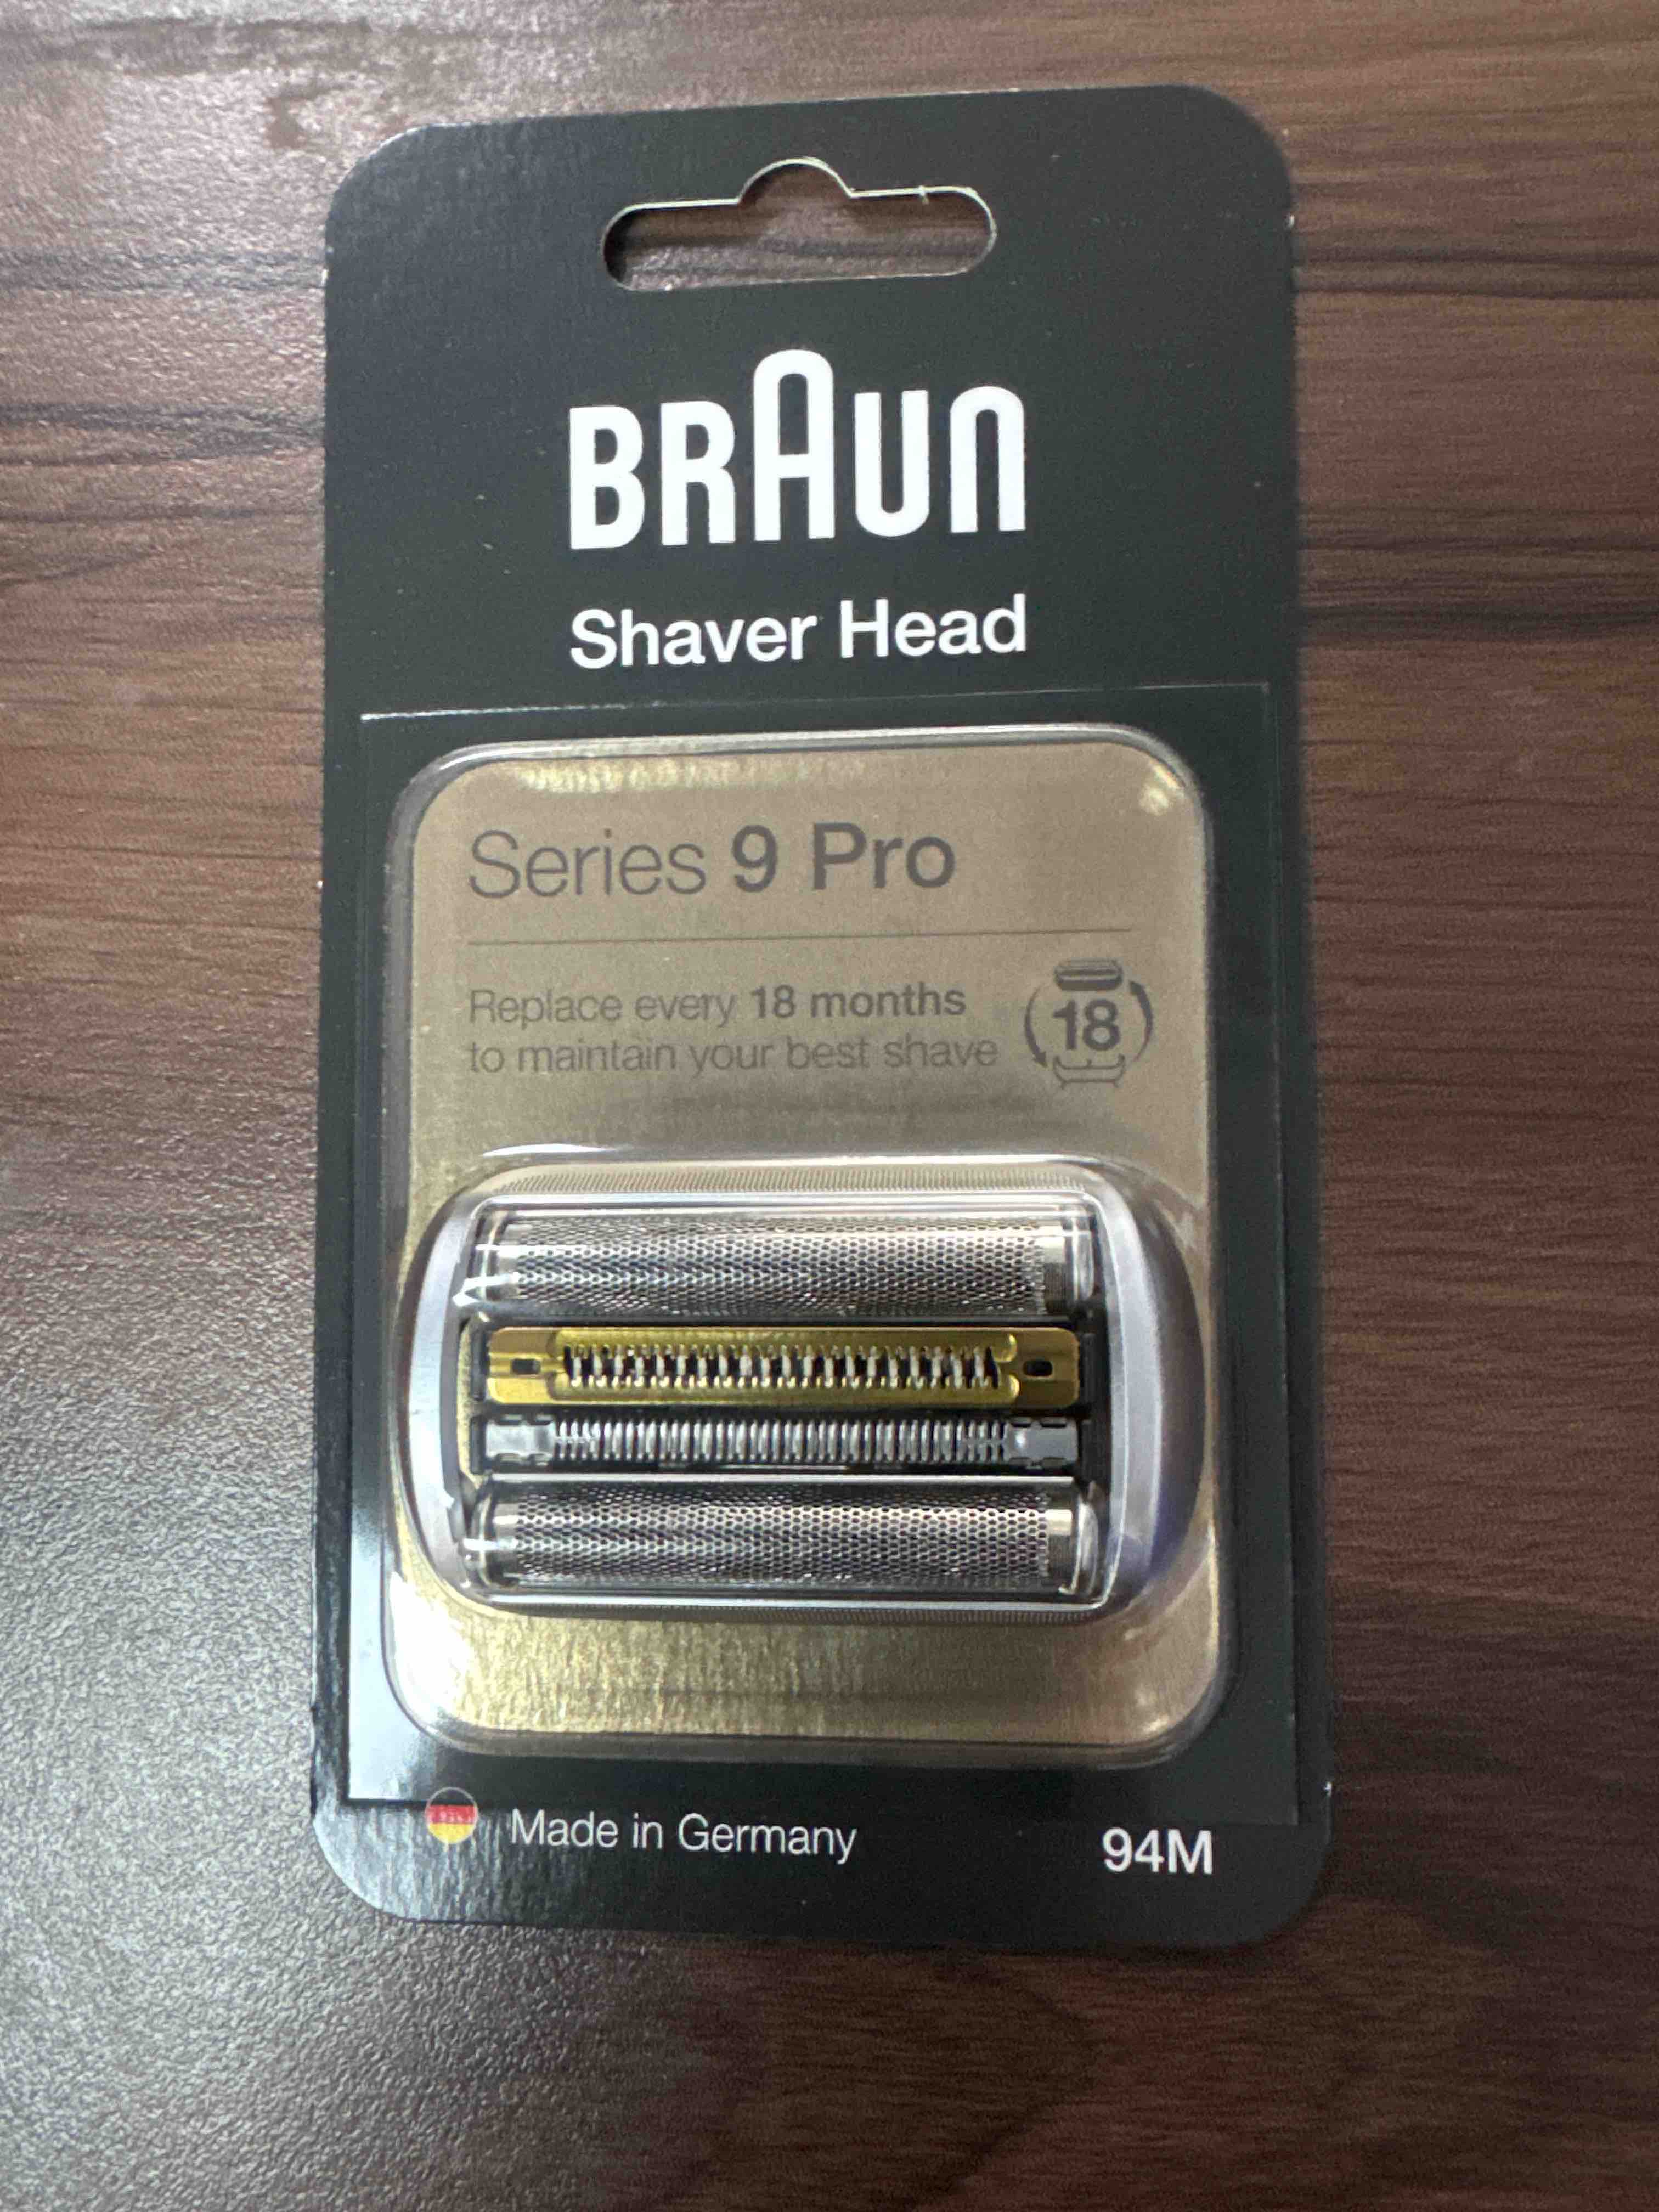 BRAUN
Shaver Head
Series 9 Pro
Replace every 18 months
to maintain your best shave
18
Made in Germany
94M